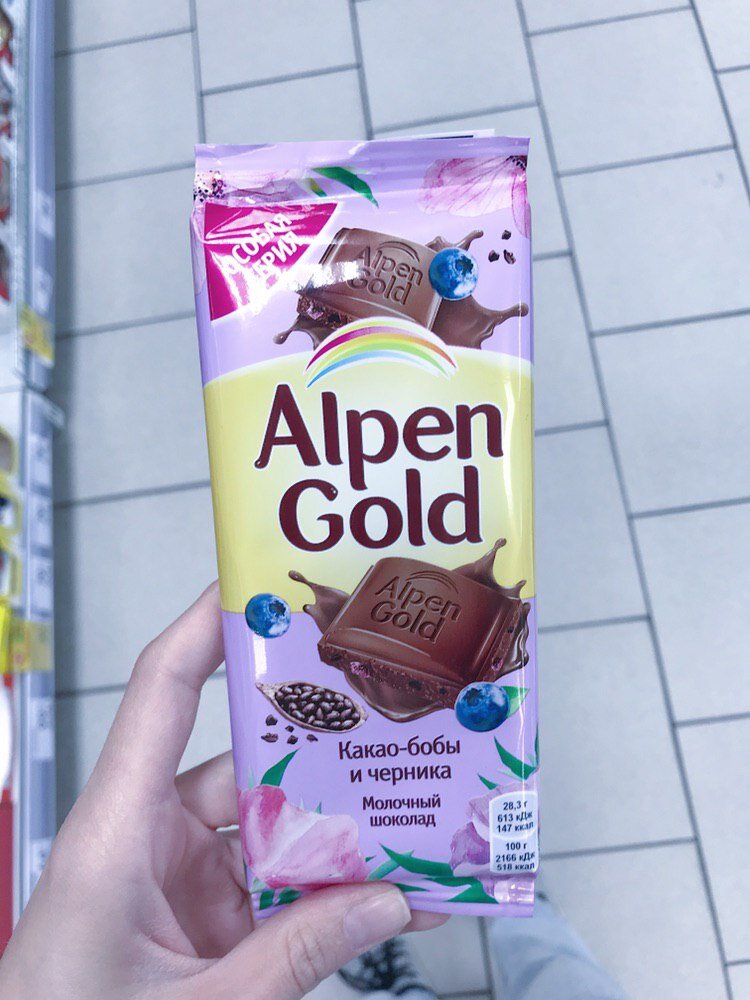 ОСОБАЯ
Alpen
Gold
Alpen
Gold
Alpen
Gold
Какао-бобы
и черника
Молочный
шоколад
28,3 г
613 кДж
147 ккал
100 г
2166 кДж
518 ккал